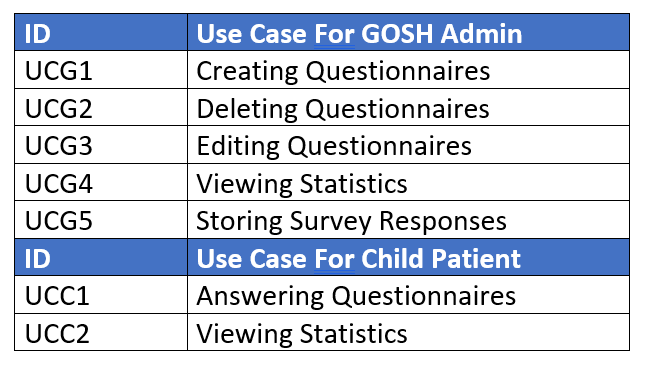 ID Use Case For GOSH Admin
UCG1 Creating Questionnaires
UCG2 Deleting Questionnaires
UCG3 Editing Questionnaires
UCG4 Viewing Statistics
UCG5 Storing Survey Responses
ID Use Case For Child Patient
UCC1 Answering Questionnaires
UCC2 Viewing Statistics